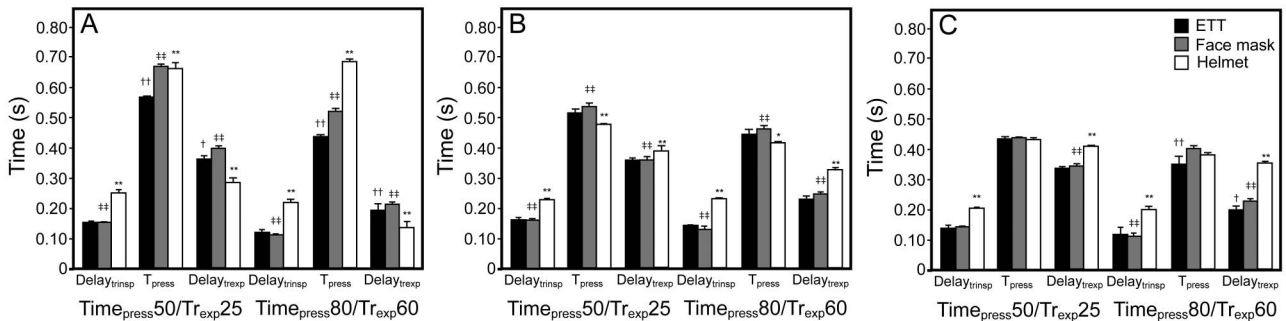 A
Time (s)
0.80
0.70
0.60
0.50
0.40
0.30
0.20
0.10
0
‡‡ ** †† ‡‡ ** † ‡‡ ** ‡‡ ** †† ‡‡ ** †† ‡‡ **
Delaytrinsp Tpress Delaytrexp Delaytrinsp Tpress Delaytrexp
Timepress50/Trexp25 Timepress80/Trexp60
B
Time (s)
0.80
0.70
0.60
0.50
0.40
0.30
0.20
0.10
0
‡‡ ** ‡‡ ** ‡‡ ** ‡‡ ** ‡‡ * ‡‡ **
Delaytrinsp Tpress Delaytrexp Delaytrinsp Tpress Delaytrexp
Timepress50/Trexp25 Timepress80/Trexp60
C
ETT
Face mask
Helmet
Time (s)
0.80
0.70
0.60
0.50
0.40
0.30
0.20
0.10
0
** ‡‡ ** ‡‡ ** †† † ‡‡ **
Delaytrinsp Tpress Delaytrexp Delaytrinsp Tpress Delaytrexp
Timepress50/Trexp25 Timepress80/Trexp60